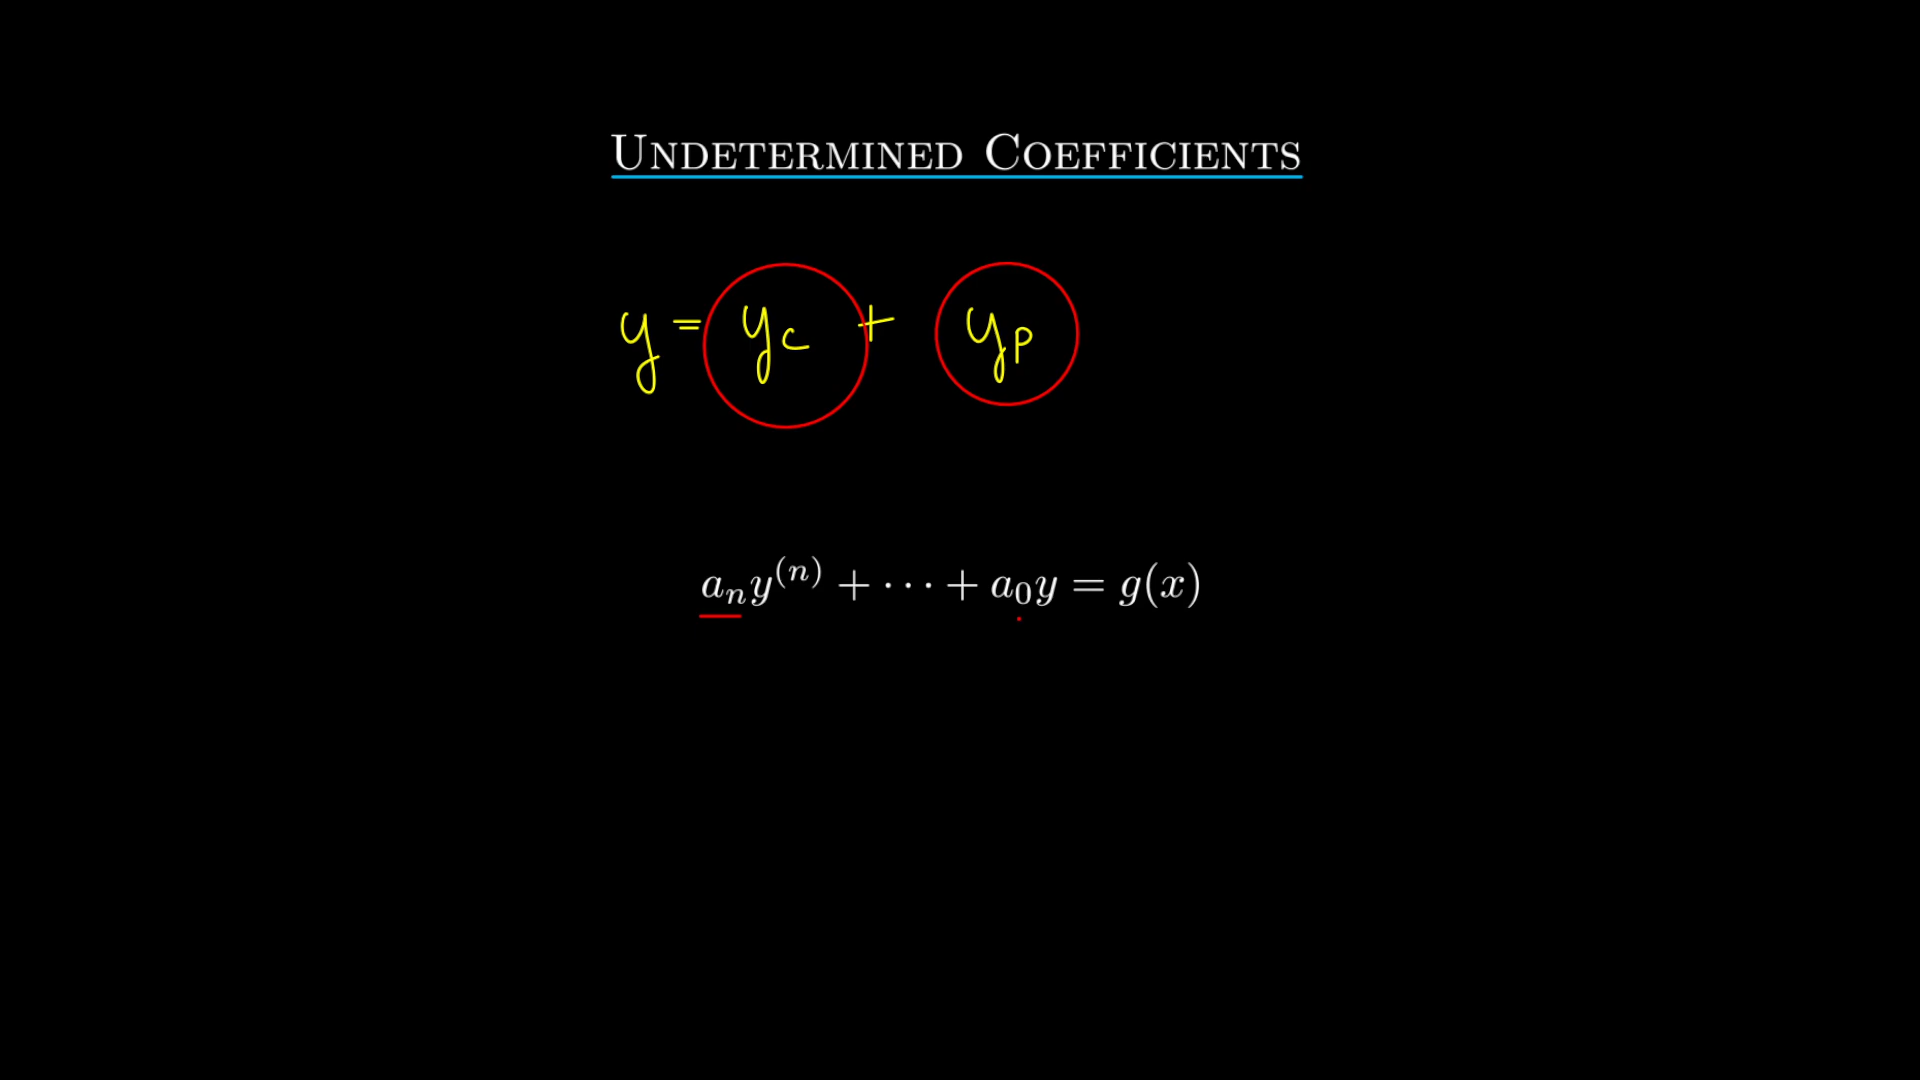 Undetermined Coefficients
y = y_c + y_p
a_n y^{(n)} + ⋯ + a_0 y = g(x)